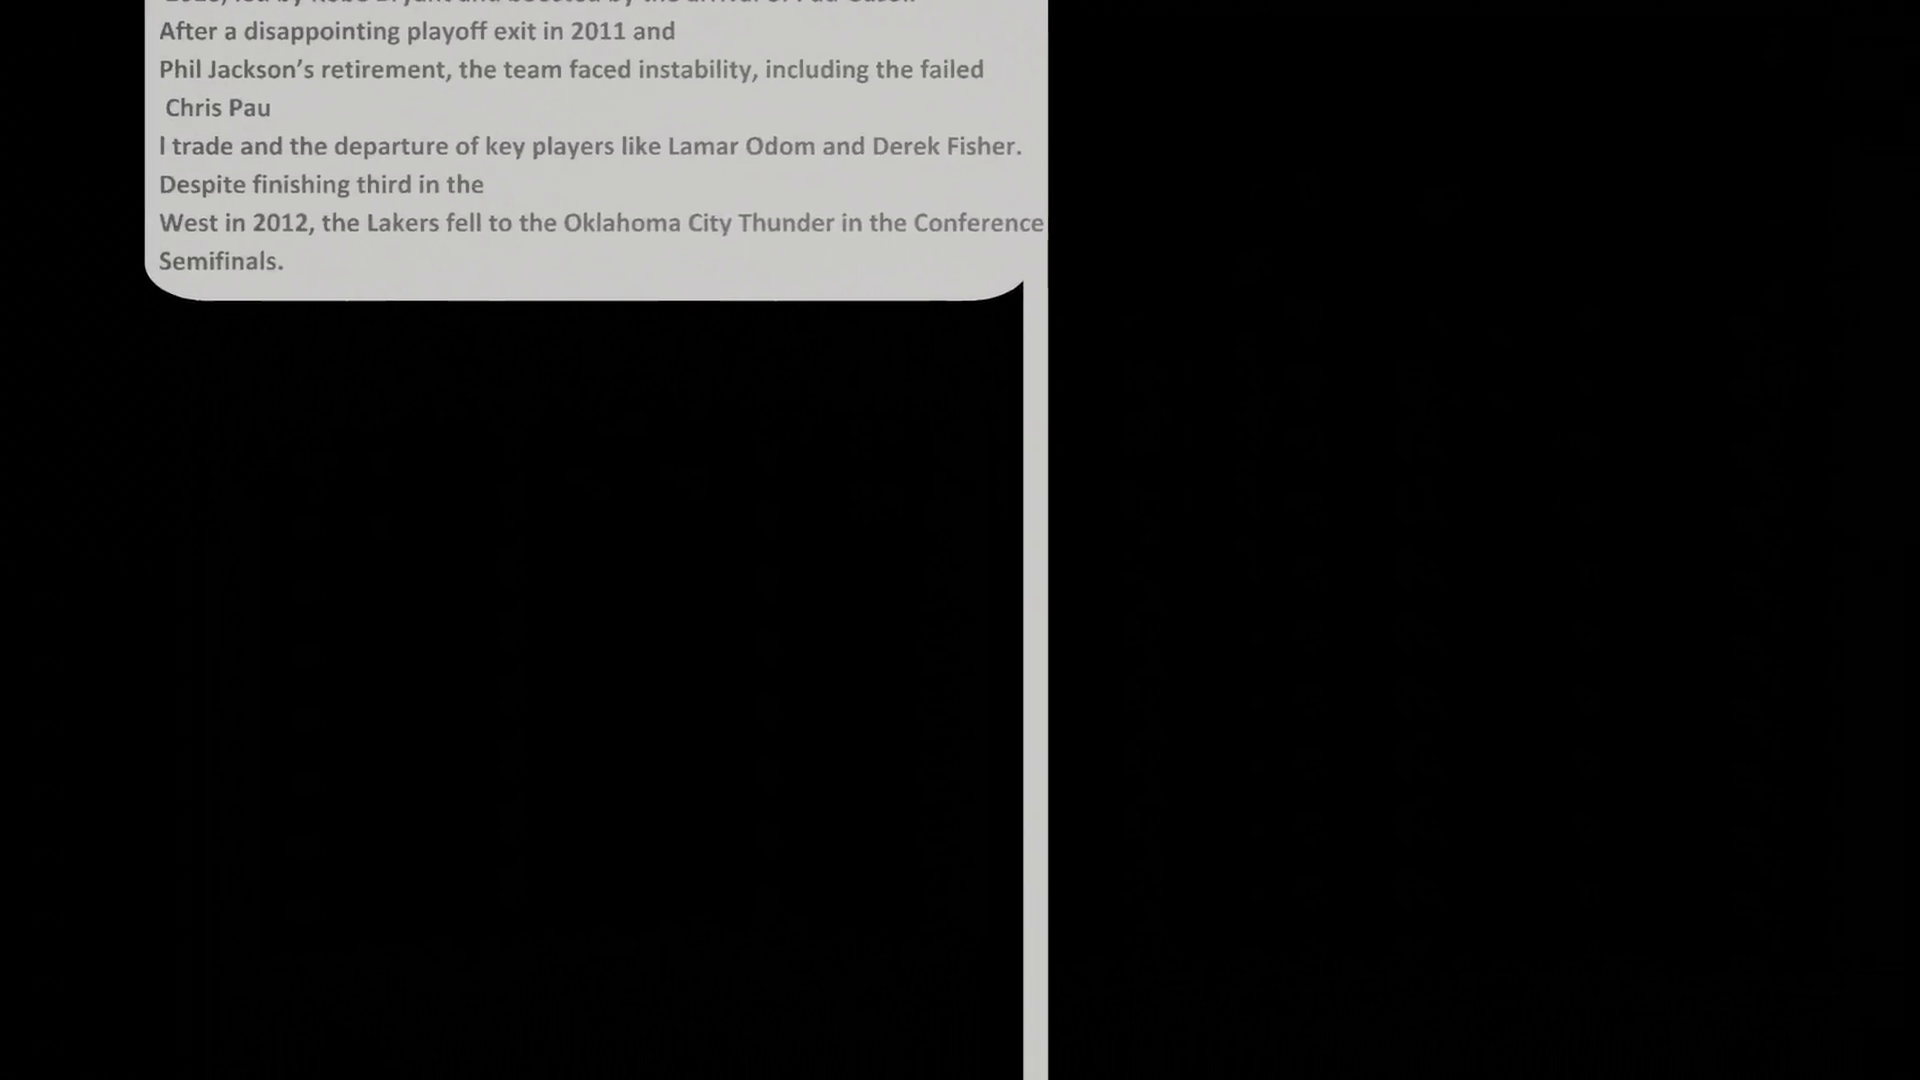 After a disappointing playoff exit in 2011 and
Phil Jackson’s retirement, the team faced instability, including the failed
Chris Pau
l trade and the departure of key players like Lamar Odom and Derek Fisher.
Despite finishing third in the
West in 2012, the Lakers fell to the Oklahoma City Thunder in the Conference
Semifinals.